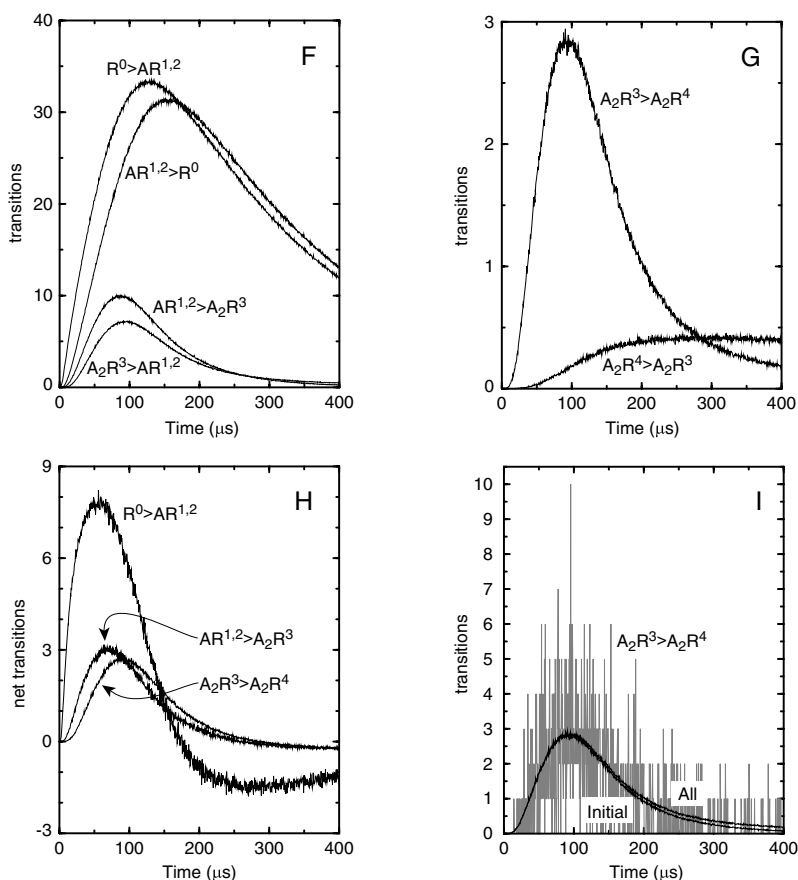 F
transitions
40
30
20
10
0
R⁰>AR¹,²
AR¹,²>R⁰
AR¹,²>A₂R³
A₂R³>AR¹,²
0 100 200 300 400
Time (μs)
G
transitions
3
2
1
0
A₂R³>A₂R⁴
A₂R⁴>A₂R³
0 100 200 300 400
Time (μs)
H
net transitions
9
6
3
0
-3
R⁰>AR¹,²
AR¹,²>A₂R³
A₂R³>A₂R⁴
0 100 200 300 400
Time (μs)
I
transitions
10
9
8
7
6
5
4
3
2
1
0
A₂R³>A₂R⁴
All
Initial
0 100 200 300 400
Time (μs)